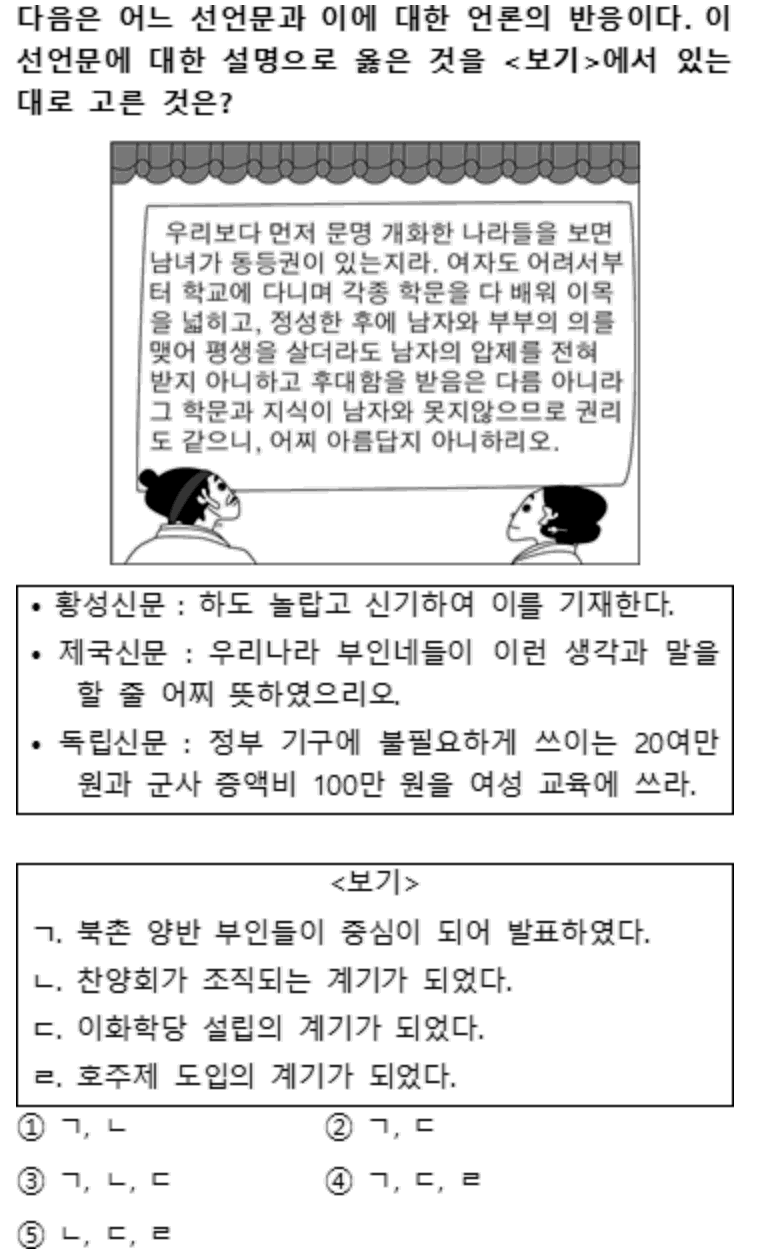 다음은 어느 선언문과 이에 대한 언론의 반응이다. 이
선언문에 대한 설명으로 옳은 것을 <보기>에서 있는
대로 고른 것은?
우리보다 먼저 문명 개화한 나라들을 보면
남녀가 동등권이 있는지라. 여자도 어려서부
터 학교에 다니며 각종 학문을 다 배워 이목
을 넓히고, 정성한 후에 남자와 부부의 의를
맺어 평생을 살더라도 남자의 압제를 전혀
받지 아니하고 후대함을 받음은 다름 아니라
그 학문과 지식이 남자와 못지않으므로 권리
도 같으니, 어찌 아름답지 아니하리오.
• 황성신문 : 하도 놀랍고 신기하여 이를 기재한다.
• 제국신문 : 우리나라 부인네들이 이런 생각과 말을
할 줄 어찌 뜻하였으리오.
• 독립신문 : 정부 기구에 불필요하게 쓰이는 20여만
원과 군사 증액비 100만 원을 여성 교육에 쓰라.
<보기>
ㄱ. 북촌 양반 부인들이 중심이 되어 발표하였다.
ㄴ. 찬양회가 조직되는 계기가 되었다.
ㄷ. 이화학당 설립의 계기가 되었다.
ㄹ. 호주제 도입의 계기가 되었다.
① ㄱ, ㄴ ② ㄱ, ㄷ
③ ㄱ, ㄴ, ㄷ ④ ㄱ, ㄷ, ㄹ
⑤ ㄴ, ㄷ, ㄹ